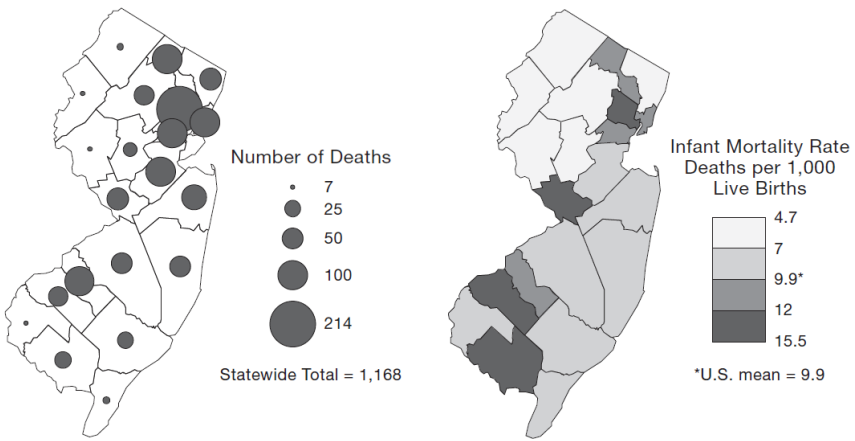 Number of Deaths
7
25
50
100
214
Statewide Total = 1,168
Infant Mortality Rate
Deaths per 1,000
Live Births
4.7
7
9.9*
12
15.5
*U.S. mean = 9.9